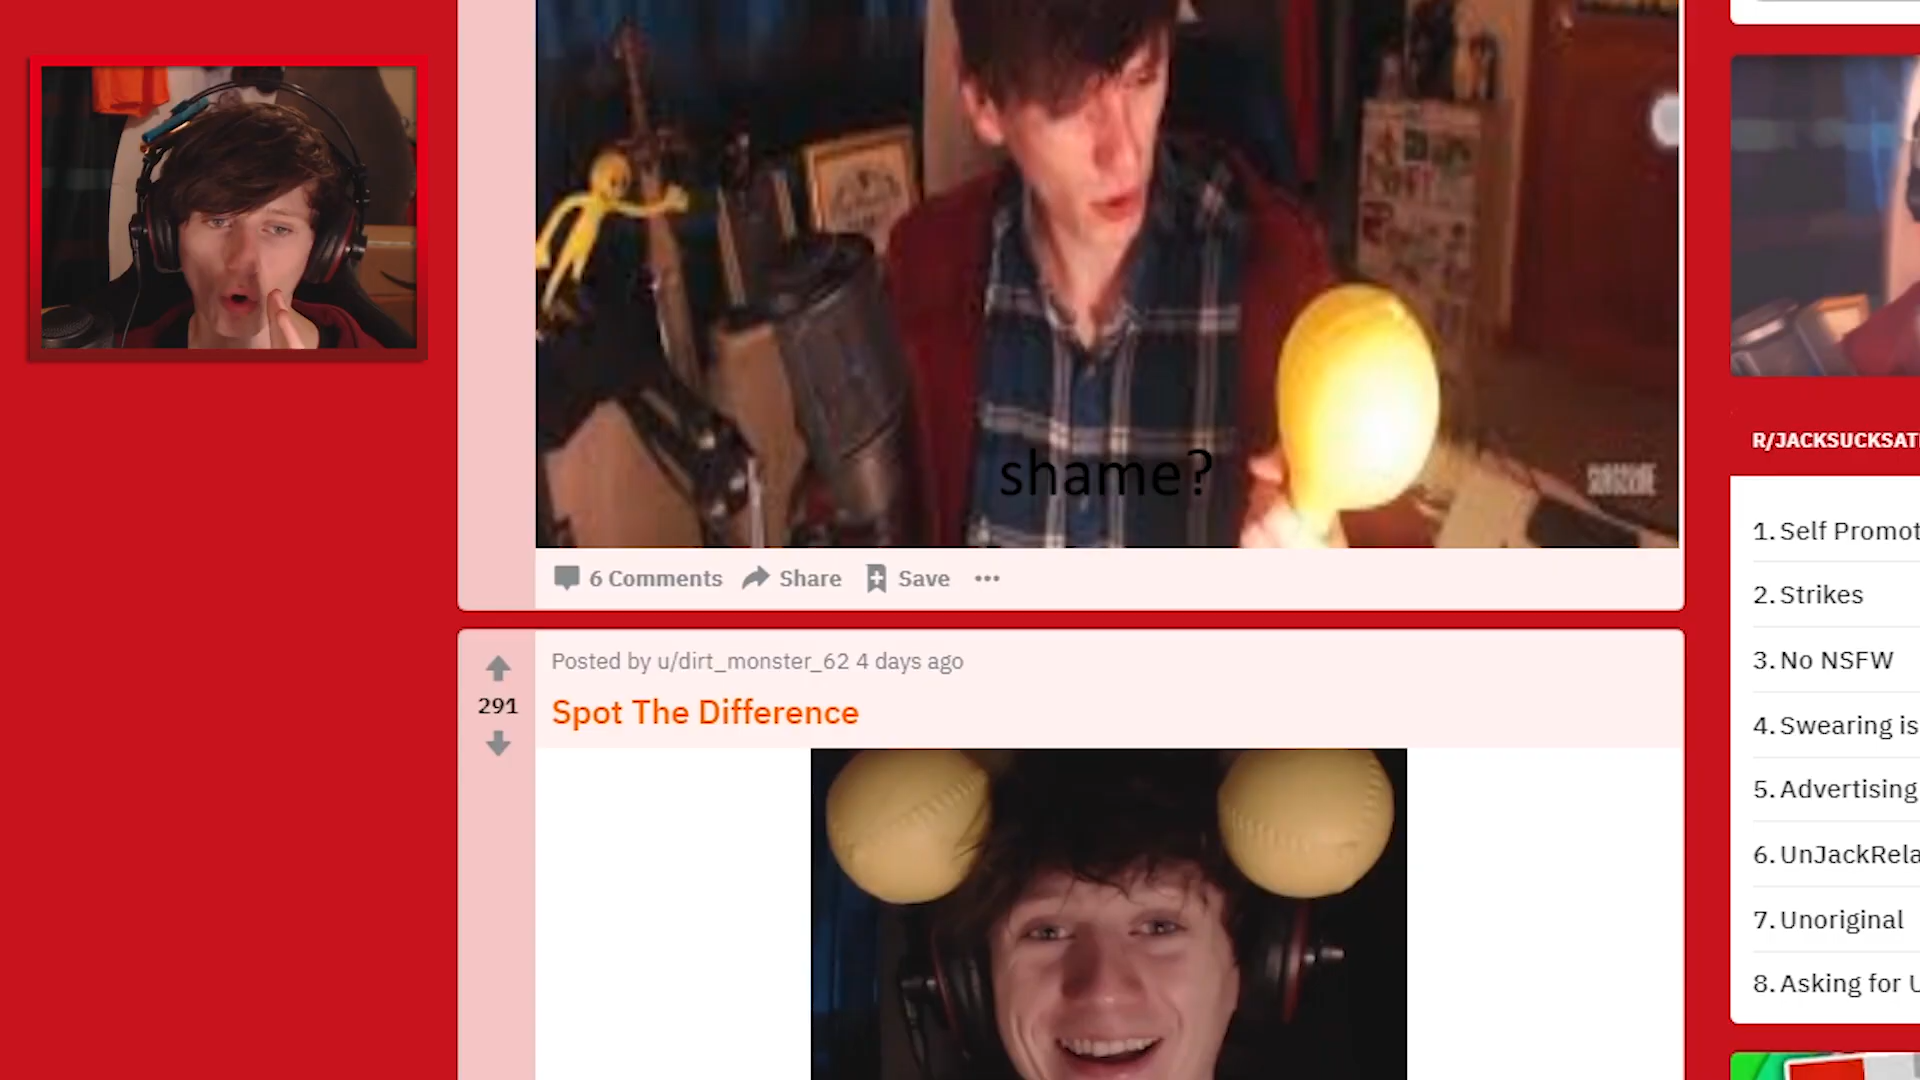 shame?
SUBSCRIBE
6 Comments Share Save
Posted by u/dirt_monster_62 4 days ago
291
Spot The Difference
R/JACKSUCKSAT
1. Self Promot
2. Strikes
3. No NSFW
4. Swearing is
5. Advertising
6. UnJackRela
7. Unoriginal
8. Asking for U